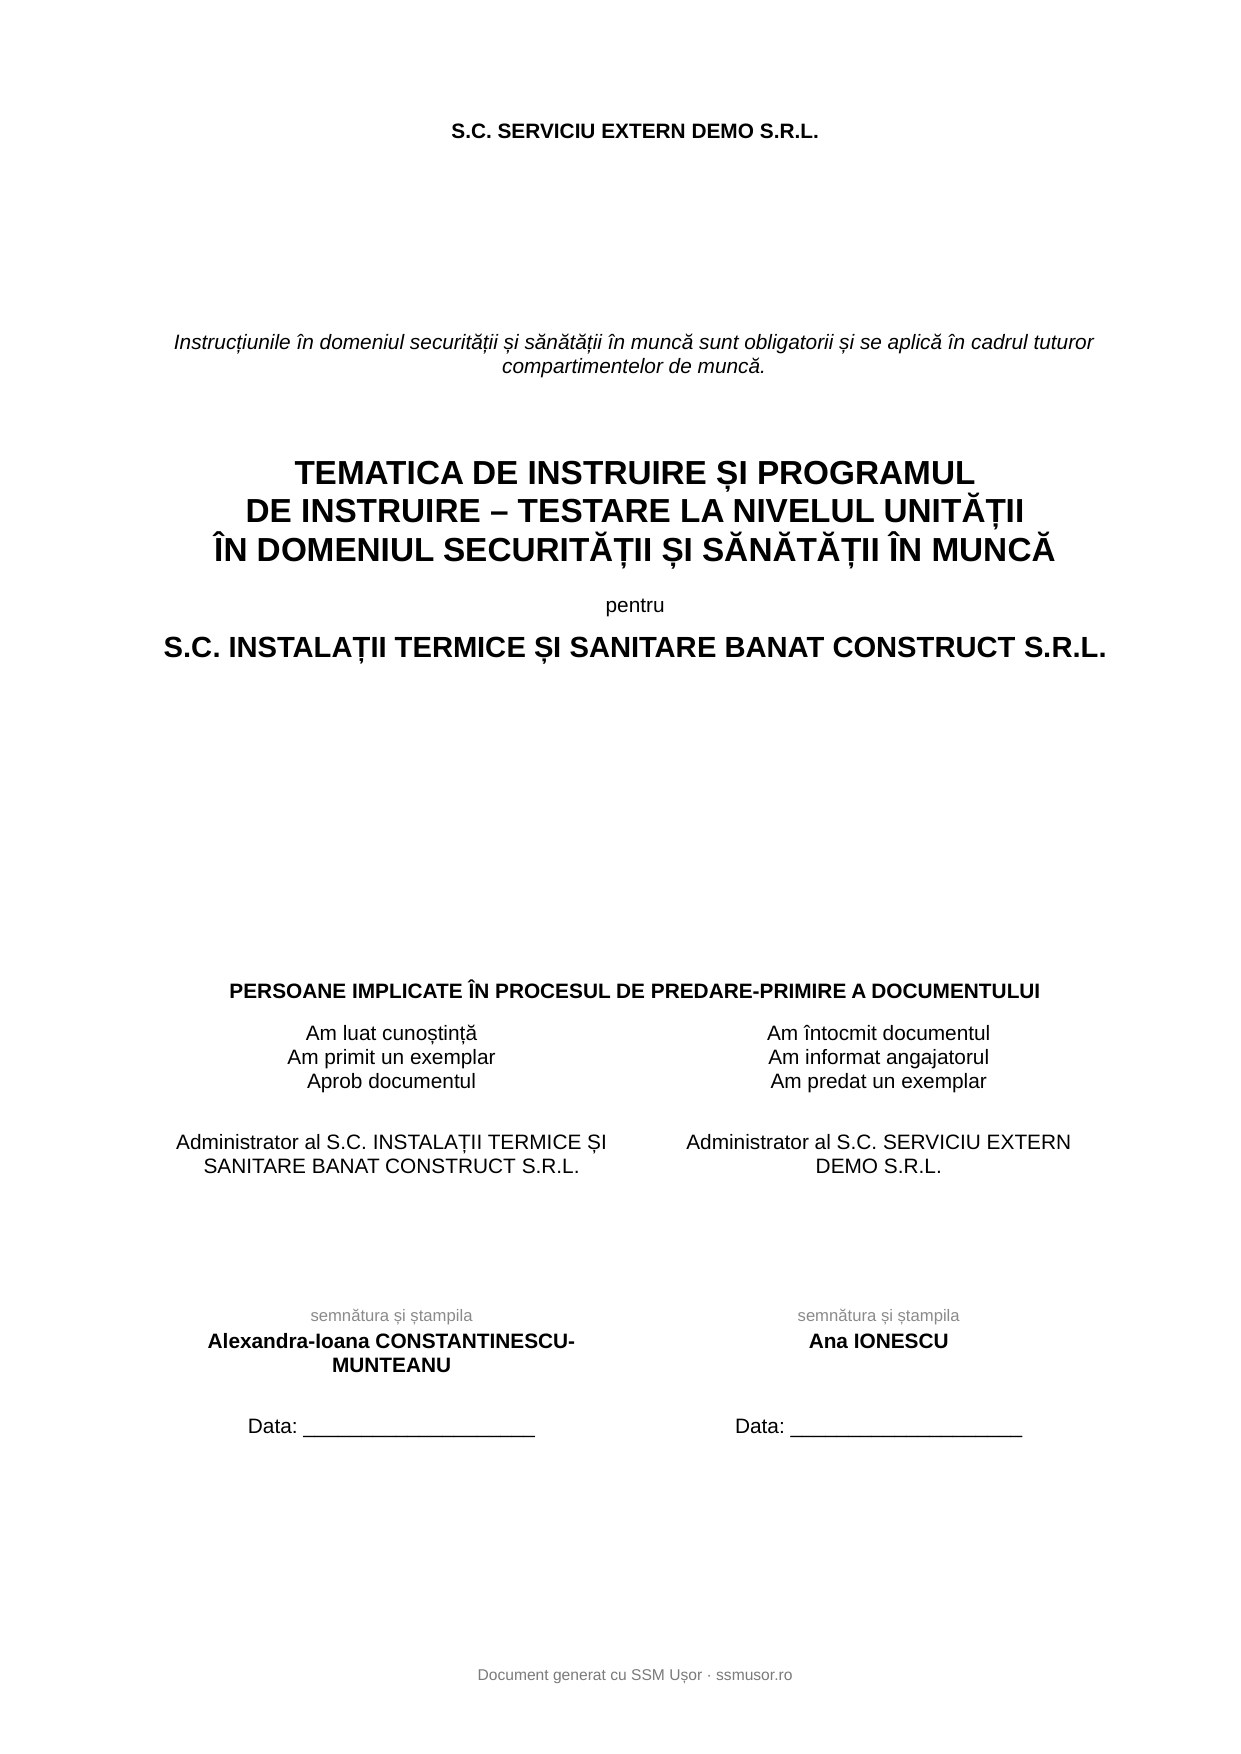 S.C. SERVICIU EXTERN DEMO S.R.L.
Instrucțiunile în domeniul securității și sănătății în muncă sunt obligatorii și se aplică în cadrul tuturor
compartimentelor de muncă.
TEMATICA DE INSTRUIRE ȘI PROGRAMUL
DE INSTRUIRE – TESTARE LA NIVELUL UNITĂȚII
ÎN DOMENIUL SECURITĂȚII ȘI SĂNĂTĂȚII ÎN MUNCĂ
pentru
S.C. INSTALAȚII TERMICE ȘI SANITARE BANAT CONSTRUCT S.R.L.
PERSOANE IMPLICATE ÎN PROCESUL DE PREDARE-PRIMIRE A DOCUMENTULUI
Am luat cunoștință
Am primit un exemplar
Aprob documentul
Administrator al S.C. INSTALAȚII TERMICE ȘI
SANITARE BANAT CONSTRUCT S.R.L.
semnătura și ștampila
Alexandra-Ioana CONSTANTINESCU-
MUNTEANU
Data: ____________________
Am întocmit documentul
Am informat angajatorul
Am predat un exemplar
Administrator al S.C. SERVICIU EXTERN
DEMO S.R.L.
semnătura și ștampila
Ana IONESCU
Data: ____________________
Document generat cu SSM Ușor · ssmusor.ro